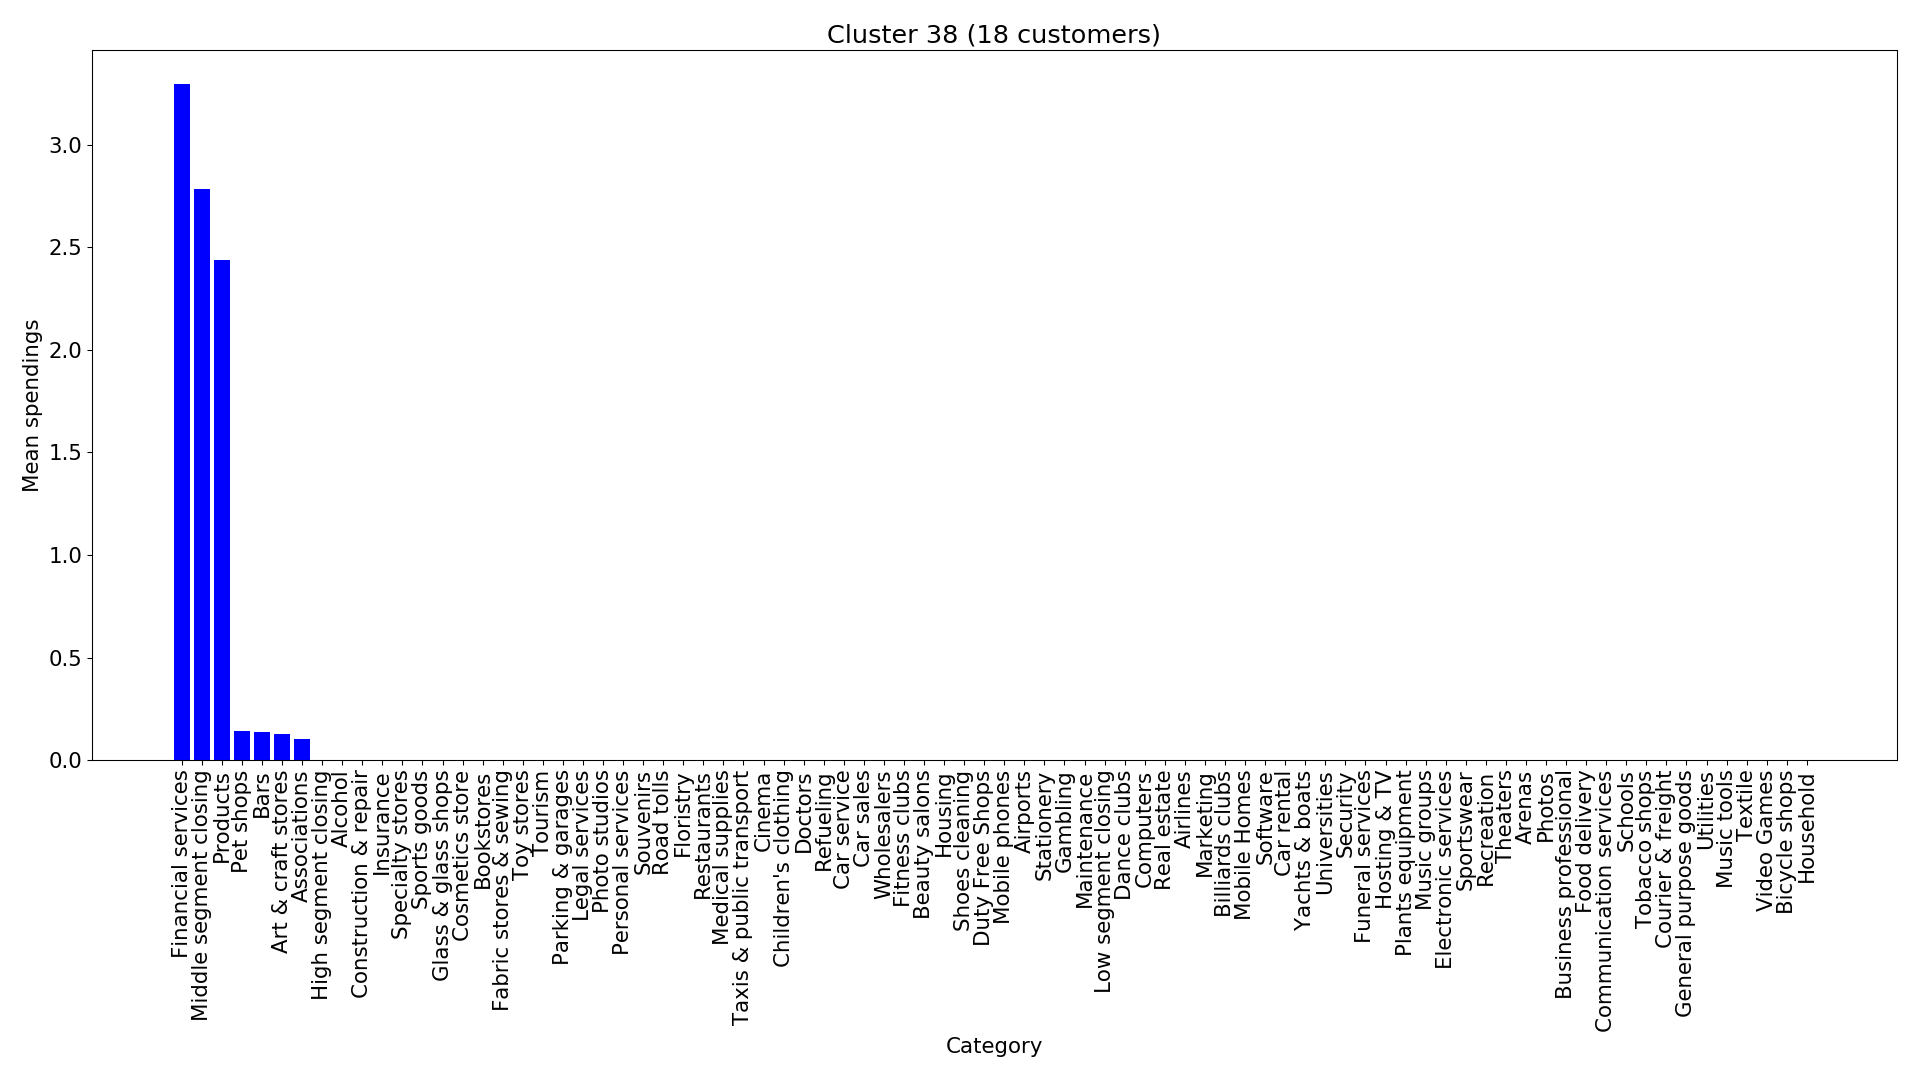 Cluster 38 (18 customers)
Mean spendings
3.0
2.5
2.0
1.5
1.0
0.5
0.0
Financial services
Middle segment closing
Products
Pet shops
Bars
Art & craft stores
Associations
High segment closing
Alcohol
Construction & repair
Insurance
Specialty stores
Sports goods
Glass & glass shops
Cosmetics store
Bookstores
Fabric stores & sewing
Toy stores
Tourism
Parking & garages
Legal services
Photo studios
Personal services
Souvenirs
Road tolls
Floristry
Restaurants
Medical supplies
Taxis & public transport
Cinema
Children's clothing
Doctors
Refueling
Car service
Car sales
Wholesalers
Fitness clubs
Beauty salons
Housing
Shoes cleaning
Duty Free Shops
Mobile phones
Airports
Stationery
Gambling
Maintenance
Low segment closing
Dance clubs
Computers
Real estate
Airlines
Marketing
Billiards clubs
Mobile Homes
Software
Car rental
Yachts & boats
Universities
Security
Funeral services
Hosting & TV
Plants equipment
Music groups
Electronic services
Sportswear
Recreation
Theaters
Arenas
Photos
Business professional
Food delivery
Communication services
Schools
Tobacco shops
Courier & freight
General purpose goods
Utilities
Music tools
Textile
Video Games
Bicycle shops
Household
Category